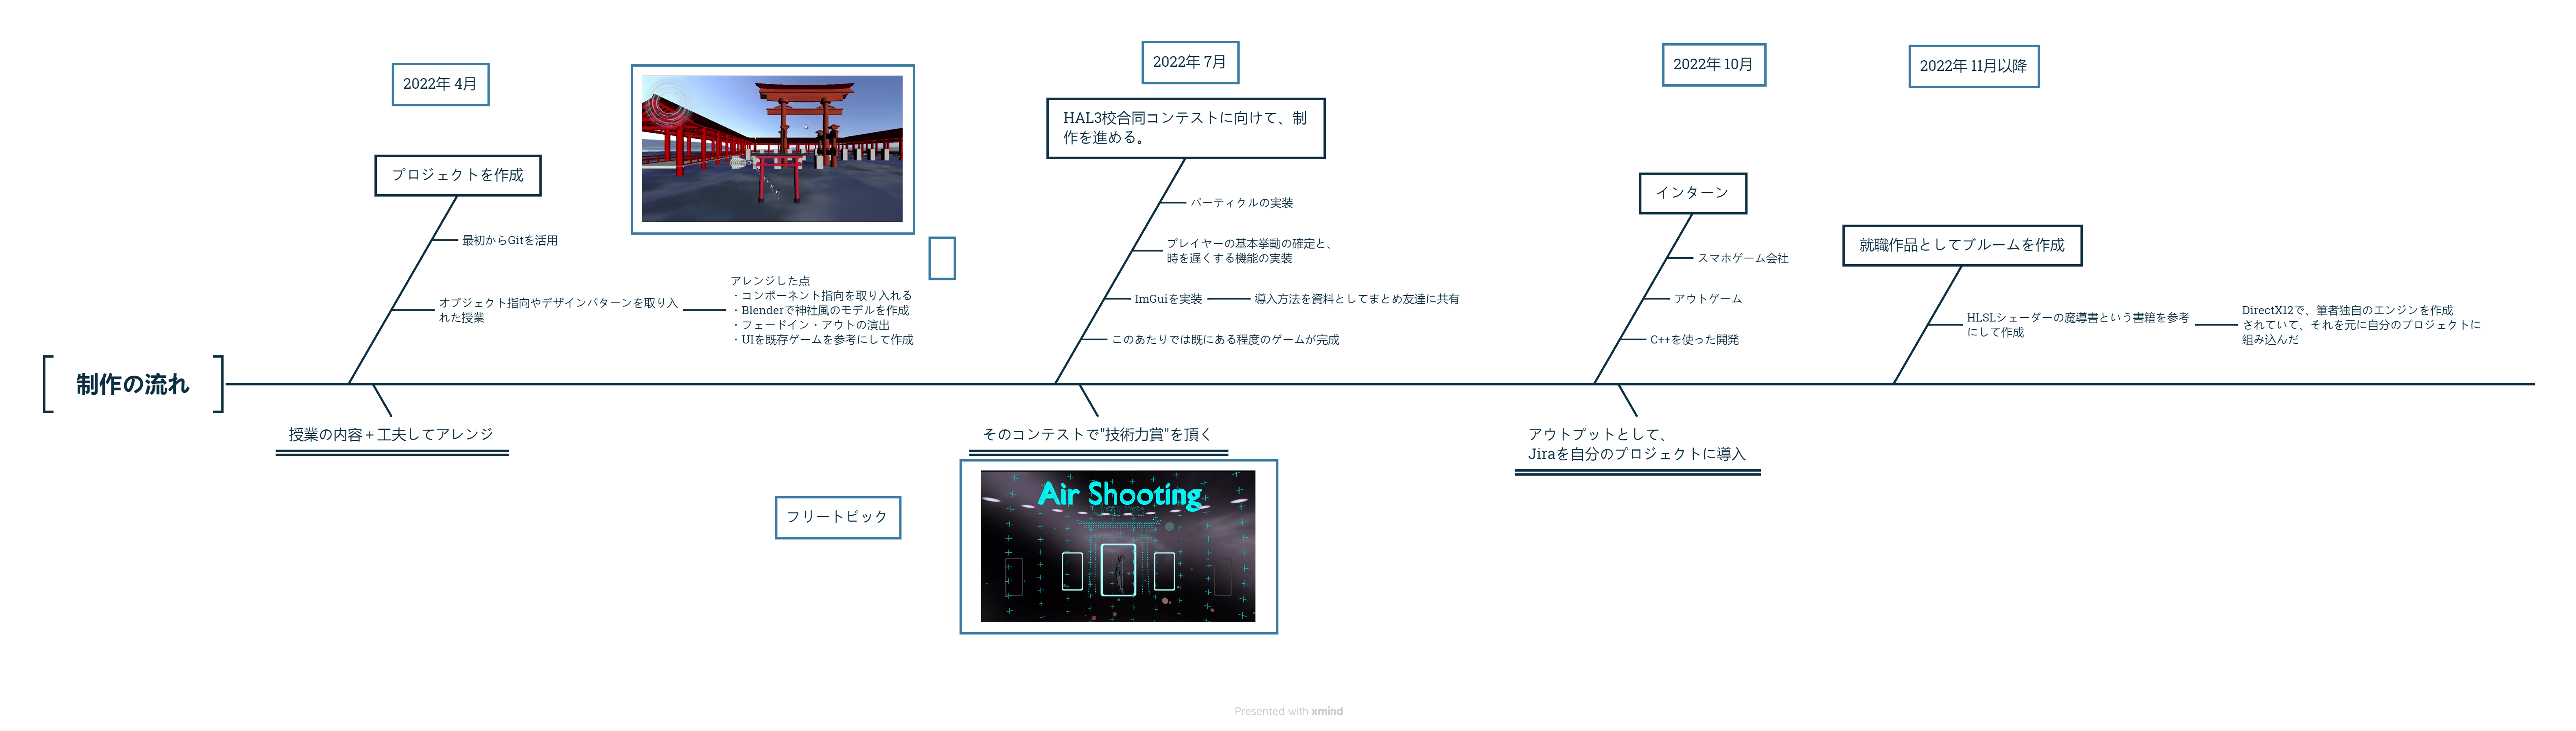 2022年 4月
プロジェクトを作成
最初からGitを活用
オブジェクト指向やデザインパターンを取り入
れた授業
アレンジした点
・コンポーネント指向を取り入れる
・Blenderで神社風のモデルを作成
・フェードイン・アウトの演出
・UIを既存ゲームを参考にして作成
2022年 7月
HAL3校合同コンテストに向けて、制
作を進める。
パーティクルの実装
プレイヤーの基本挙動の確定と、
時を遅くする機能の実装
ImGuiを実装
導入方法を資料としてまとめ友達に共有
このあたりでは既にある程度のゲームが完成
2022年 10月
インターン
スマホゲーム会社
アウトゲーム
C++を使った開発
2022年 11月以降
就職作品としてブルームを作成
HLSLシェーダーの魔導書という書籍を参考
にして作成
DirectX12で、筆者独自のエンジンを作成
されていて、それを元に自分のプロジェクトに
組み込んだ
制作の流れ
授業の内容＋工夫してアレンジ
そのコンテストで"技術力賞"を頂く
アウトプットとして、
Jiraを自分のプロジェクトに導入
フリートピック
Air Shooting
Presented with xmind